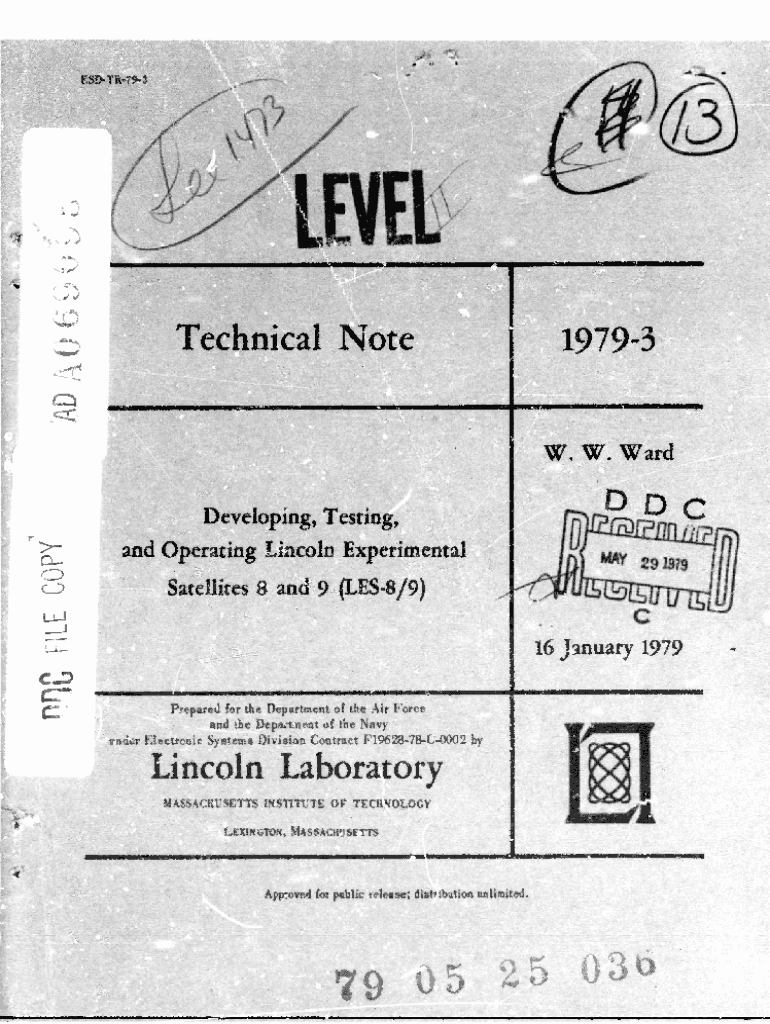 ESD-TR-79-3
See 1473
13
LEVEL II
Technical Note
1979-3
W. W. Ward
Developing, Testing,
and Operating Lincoln Experimental
Satellites 8 and 9 (LES-8/9)
D D C
RECEIVED
MAY 29 1979
C
16 January 1979
Prepared for the Department of the Air Force
and the Department of the Navy
under Electronic Systems Division Contract F19628-78-C-0002 by
Lincoln Laboratory
MASSACHUSETTS INSTITUTE OF TECHNOLOGY
LEXINGTON, MASSACHUSETTS
Approved for public release; distribution unlimited.
79 05 25 036
DDC FILE COPY